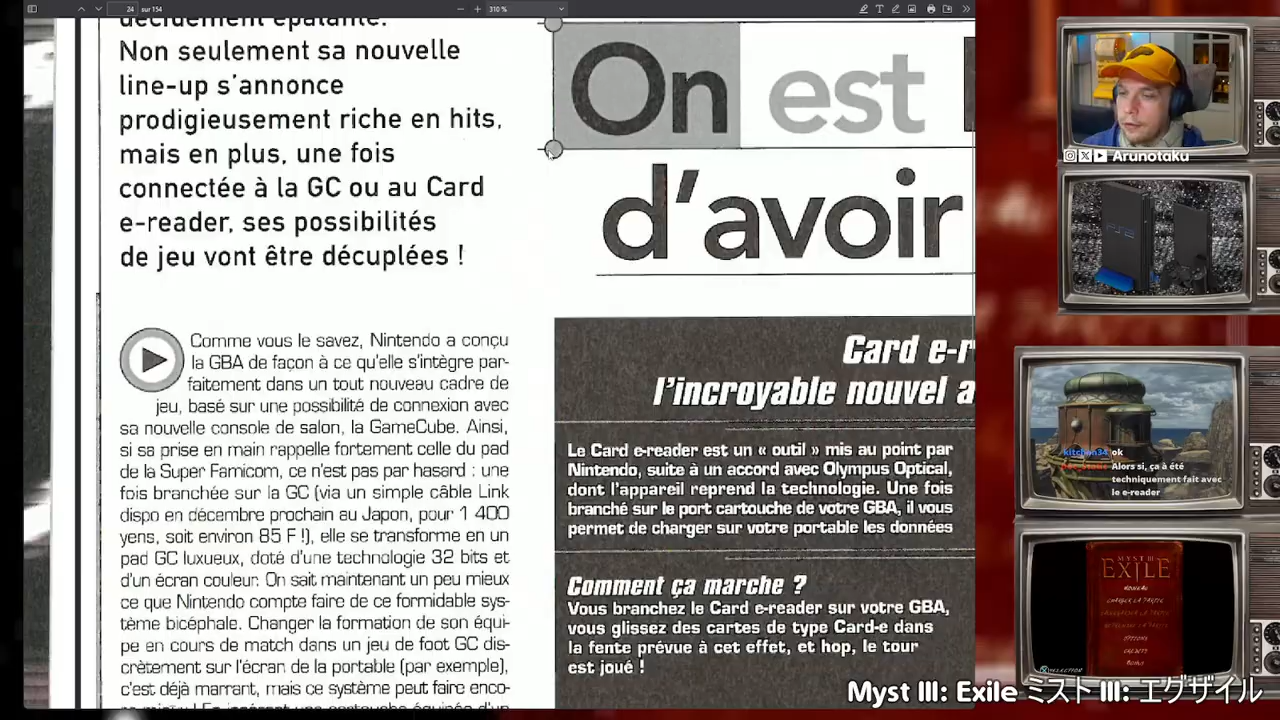 24 sur 154
310 %
décidément épatante.
Non seulement sa nouvelle
line-up s'annonce
prodigieusement riche en hits,
mais en plus, une fois
connectée à la GC ou au Card
e-reader, ses possibilités
de jeu vont être décuplées !
Comme vous le savez, Nintendo a conçu
la GBA de façon à ce qu'elle s'intègre par-
faitement dans un tout nouveau cadre de
jeu, basé sur une possibilité de connexion avec
sa nouvelle console de salon, la GameCube. Ainsi,
si sa prise en main rappelle fortement celle du pad
de la Super Famicom, ce n'est pas par hasard : une
fois branchée sur la GC (via un simple câble Link
dispo en décembre prochain au Japon, pour 1 400
yens, soit environ 85 F !), elle se transforme en un
pad GC luxueux, doté d'une technologie 32 bits et
d'un écran couleur. On sait maintenant un peu mieux
ce que Nintendo compte faire de ce formidable sys-
tème bicéphale. Changer la formation de son équi-
pe en cours de match dans un jeu de foot GC dis-
crètement sur l'écran de la portable (par exemple),
c'est déjà marrant, mais ce système peut faire enco-
On est
d'avoir
Card e-r
l'incroyable nouvel a
Le Card e-reader est un « outil » mis au point par
Nintendo, suite à un accord avec Olympus Optical,
dont l'appareil reprend la technologie. Une fois
branché sur le port cartouche de votre GBA, il vous
permet de charger sur votre portable les données
Comment ça marche ?
Vous branchez le Card e-reader sur votre GBA,
vous glissez des cartes de type Card-e dans
la fente prévue à cet effet, et hop, le tour
est joué !
Arunotaku
PS2
kitchon34 ok
Alors si, ça à été
techniquement fait avec
le e-reader
MYST III
EXILE
NOUVEAU
CHARGER LA PARTIE
OPTIONS
CREDITS
SELECTION
Myst III: Exile ミスト III: エグザイル